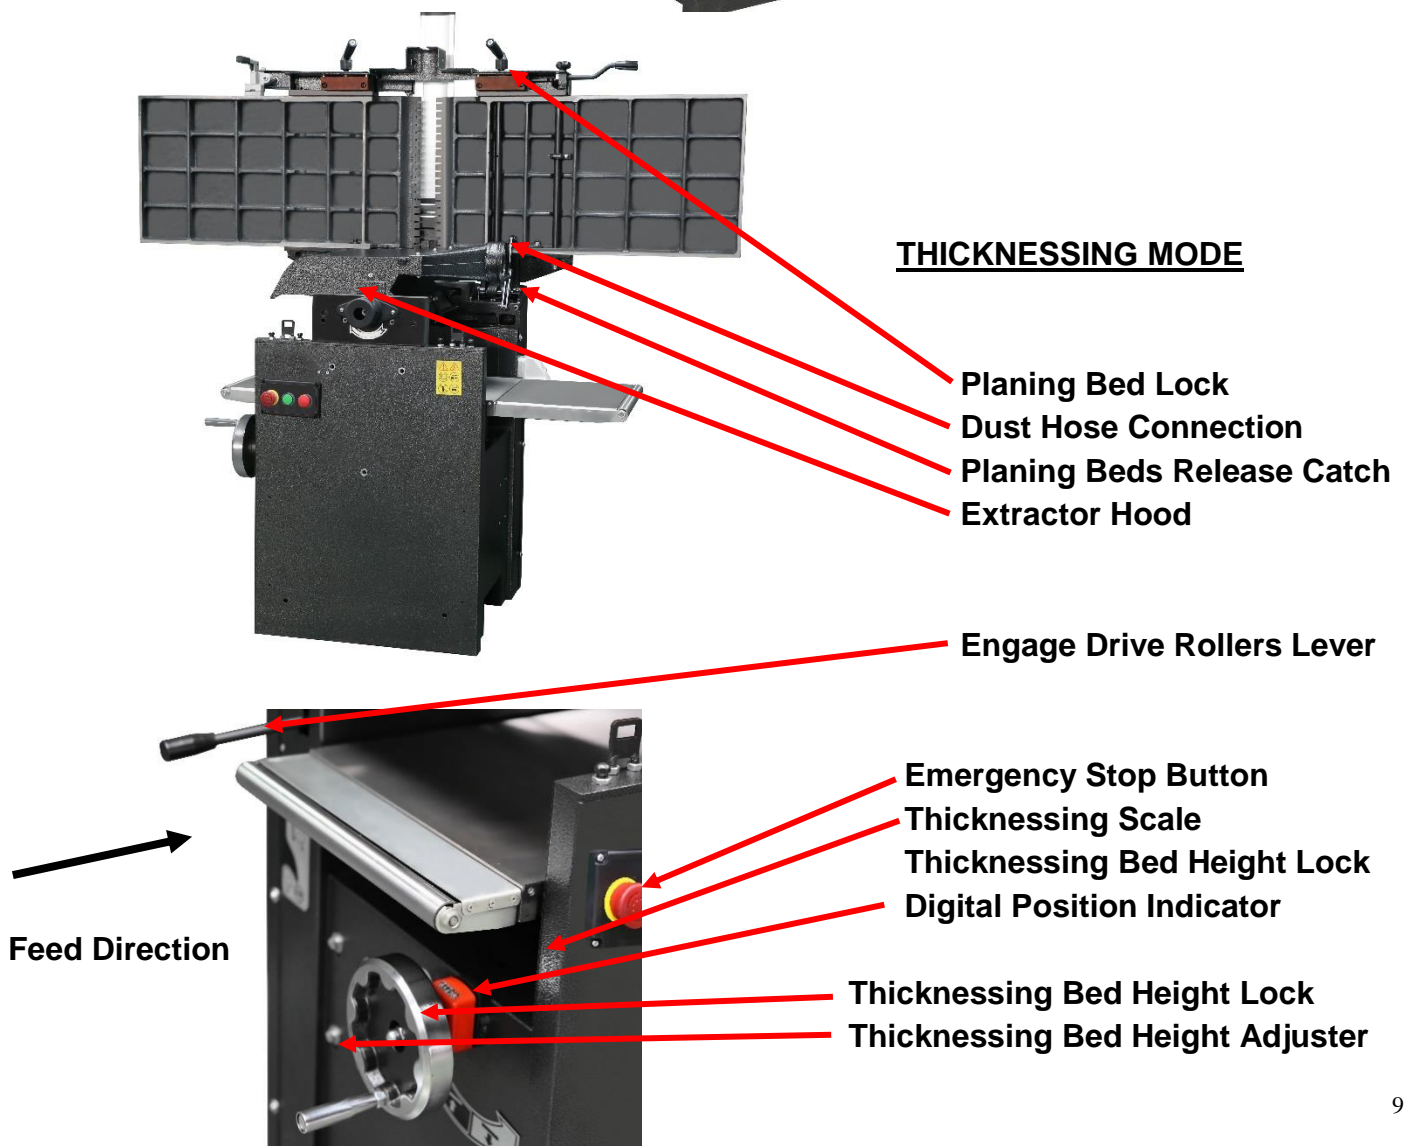 THICKNESSING MODE
Planing Bed Lock
Dust Hose Connection
Planing Beds Release Catch
Extractor Hood
Engage Drive Rollers Lever
Emergency Stop Button
Thicknessing Scale
Thicknessing Bed Height Lock
Digital Position Indicator
Feed Direction
Thicknessing Bed Height Lock
Thicknessing Bed Height Adjuster
9